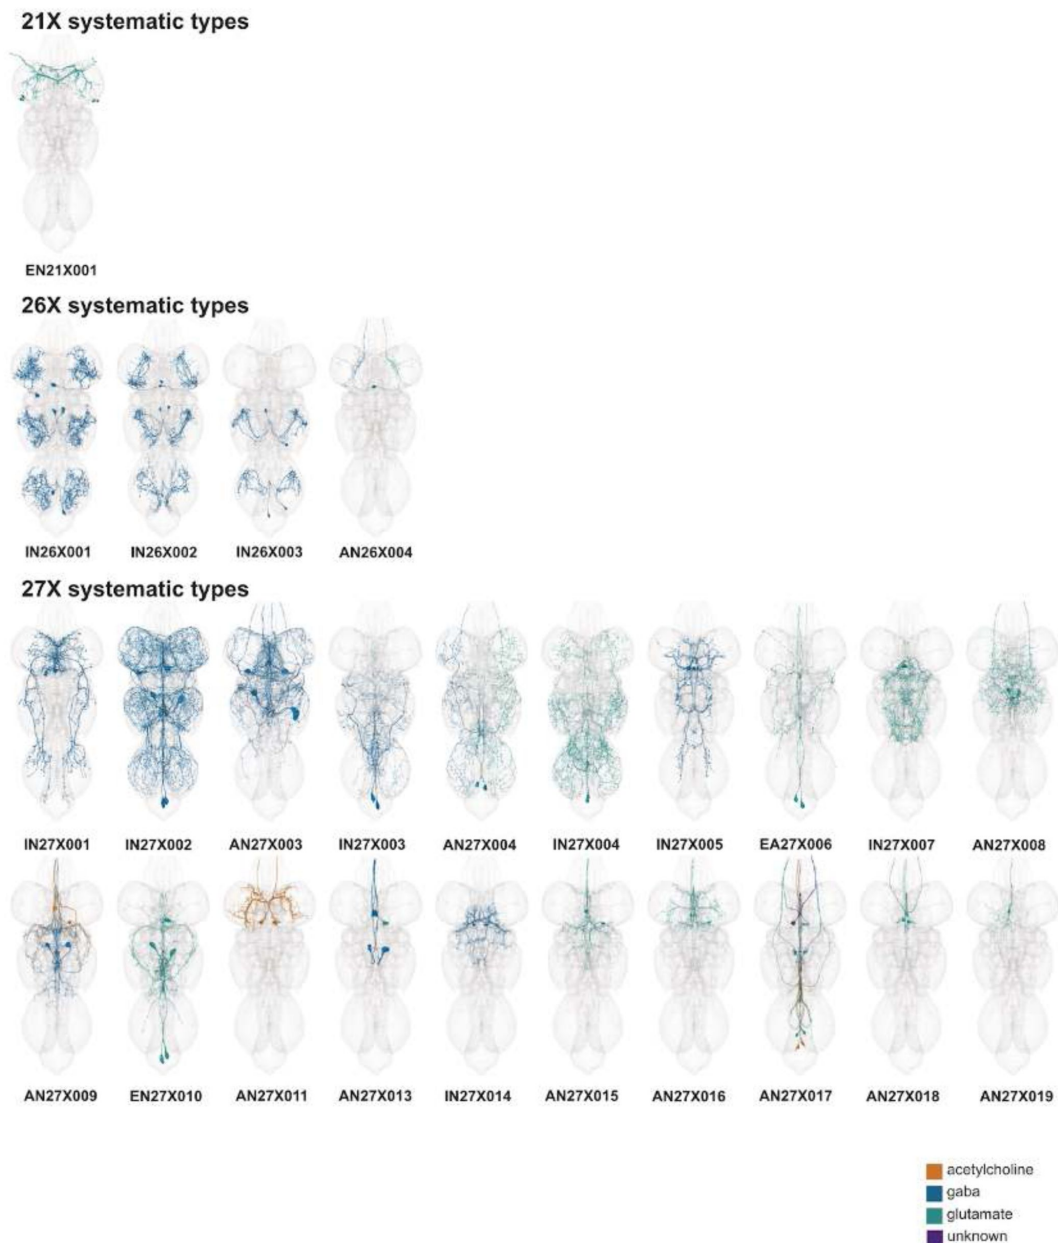 21X systematic types
EN21X001
26X systematic types
IN26X001 IN26X002 IN26X003 AN26X004
27X systematic types
IN27X001 IN27X002 AN27X003 IN27X003 AN27X004 IN27X004 IN27X005 EA27X006 IN27X007 AN27X008
AN27X009 EN27X010 AN27X011 AN27X013 IN27X014 AN27X015 AN27X016 AN27X017 AN27X018 AN27X019
acetylcholine
gaba
glutamate
unknown